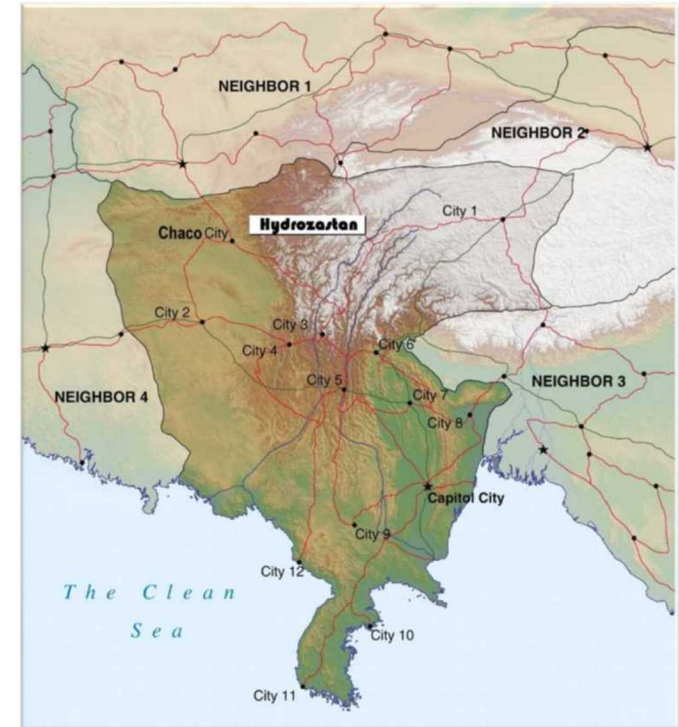 NEIGHBOR 1
NEIGHBOR 2
City 1
Hydrozastan
Chaco City
City 2
City 3
City 4
City 6
City 5
NEIGHBOR 3
NEIGHBOR 4
City 7
City 8
Capitol City
City 9
City 12
The Clean
Sea
City 10
City 11